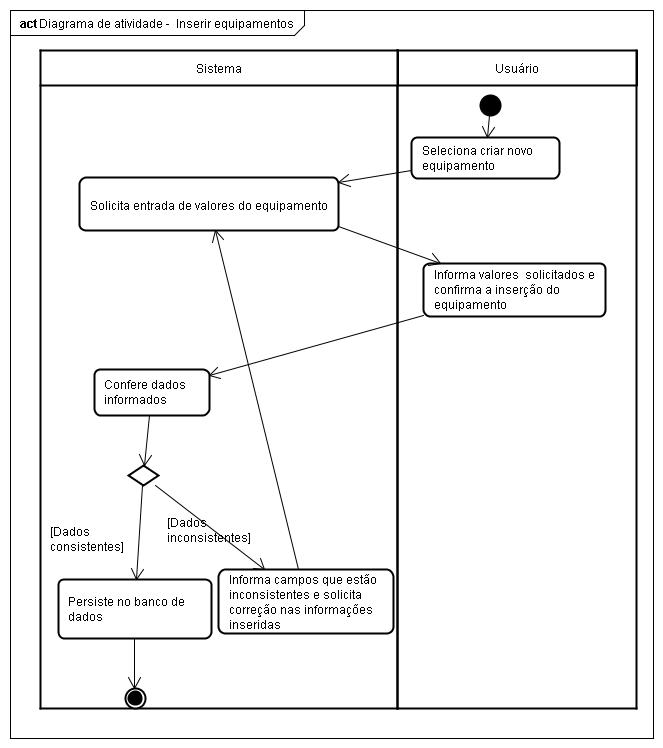 act Diagrama de atividade - Inserir equipamentos
Sistema
Usuário
Seleciona criar novo
equipamento
Solicita entrada de valores do equipamento
Informa valores solicitados e
confirma a inserção do
equipamento
Confere dados
informados
[Dados
consistentes]
[Dados
inconsistentes]
Persiste no banco de
dados
Informa campos que estão
inconsistentes e solicita
correção nas informações
inseridas